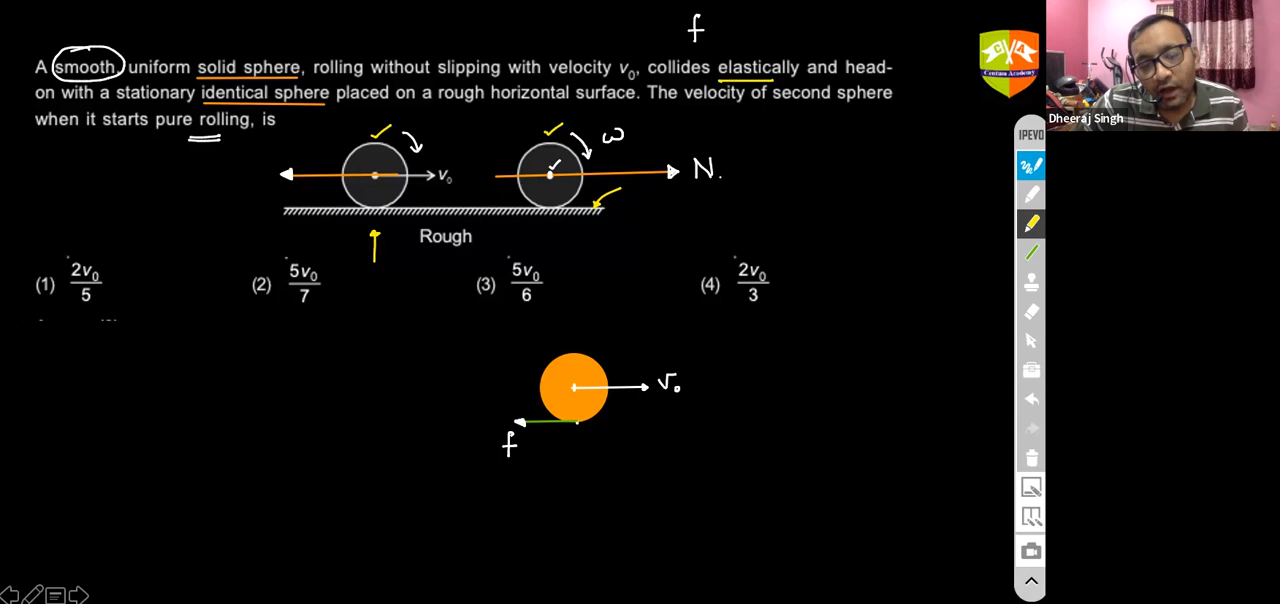 f
A smooth, uniform solid sphere, rolling without slipping with velocity v₀, collides elastically and head-
on with a stationary identical sphere placed on a rough horizontal surface. The velocity of second sphere
when it starts pure rolling, is
ω
v₀
N.
Rough
(1) 2v₀/5 (2) 5v₀/7 (3) 5v₀/6 (4) 2v₀/3
v₀
f
Centum Academy
Dheeraj Singh
IPEVO